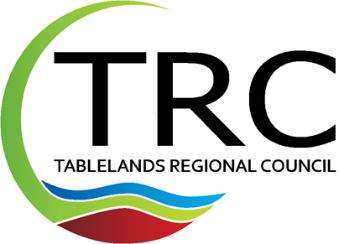 TRC
TABLELANDS REGIONAL COUNCIL